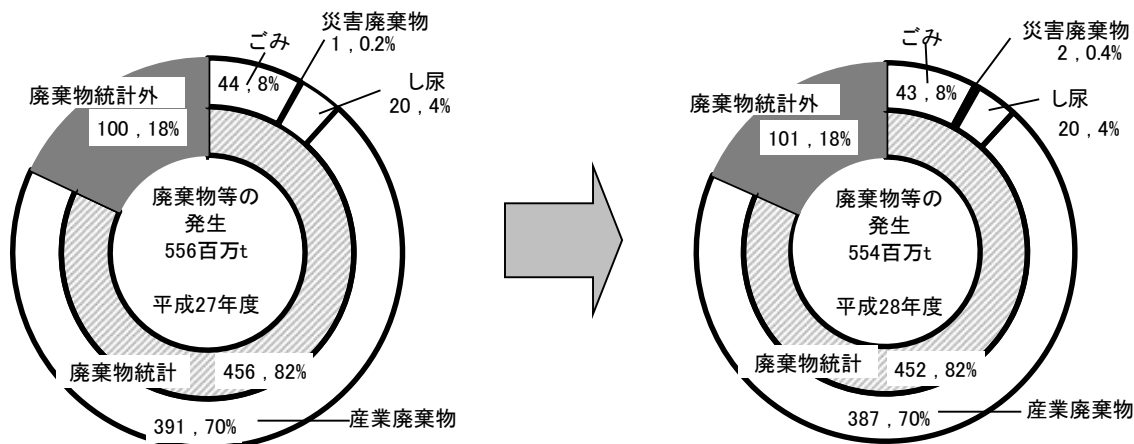 ごみ
災害廃棄物
1 , 0.2%
44 , 8%
し尿
20 , 4%
廃棄物統計外
100 , 18%
廃棄物等の
発生
556百万t
平成27年度
廃棄物統計
456 , 82%
391 , 70%
産業廃棄物
ごみ
災害廃棄物
2 , 0.4%
43 , 8%
し尿
20 , 4%
廃棄物統計外
101 , 18%
廃棄物等の
発生
554百万t
平成28年度
廃棄物統計
452 , 82%
387 , 70%
産業廃棄物